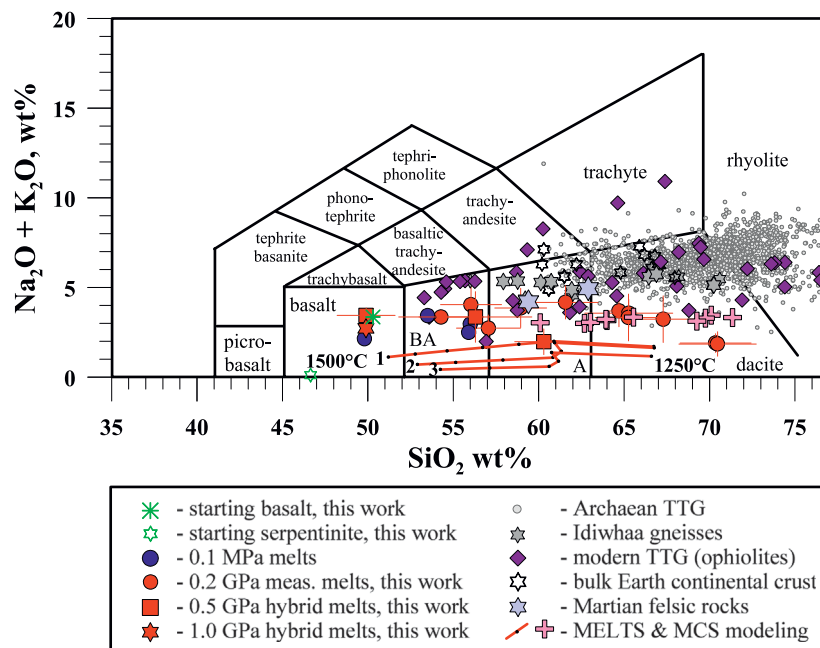 20
15
10
5
0
Na2O + K2O, wt%
tephri-
phonolite
trachyte
rhyolite
phono-
tephrite
trachy-
andesite
tephrite
basanite
basaltic
trachy-
andesite
trachybasalt
basalt
picro-
basalt
1500°C
1
2
3
BA
A
1250°C
dacite
35 40 45 50 55 60 65 70 75
SiO2 wt%
- starting basalt, this work
- starting serpentinite, this work
- 0.1 MPa melts
- 0.2 GPa meas. melts, this work
- 0.5 GPa hybrid melts, this work
- 1.0 GPa hybrid melts, this work
- Archaean TTG
- Idiwhaa gneisses
- modern TTG (ophiolites)
- bulk Earth continental crust
- Martian felsic rocks
- MELTS & MCS modeling